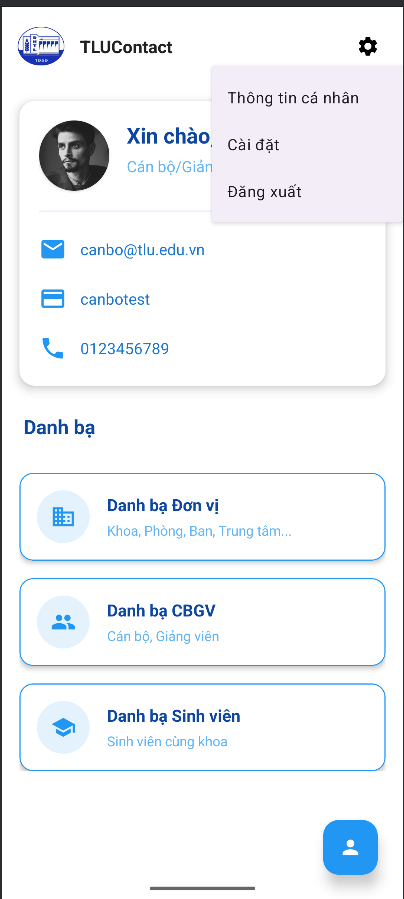 TLUContact
Thông tin cá nhân
Cài đặt
Đăng xuất
Xin chào,
Cán bộ/Giản
canbo@tlu.edu.vn
canbotest
0123456789
Danh bạ
Danh bạ Đơn vị
Khoa, Phòng, Ban, Trung tâm...
Danh bạ CBGV
Cán bộ, Giảng viên
Danh bạ Sinh viên
Sinh viên cùng khoa